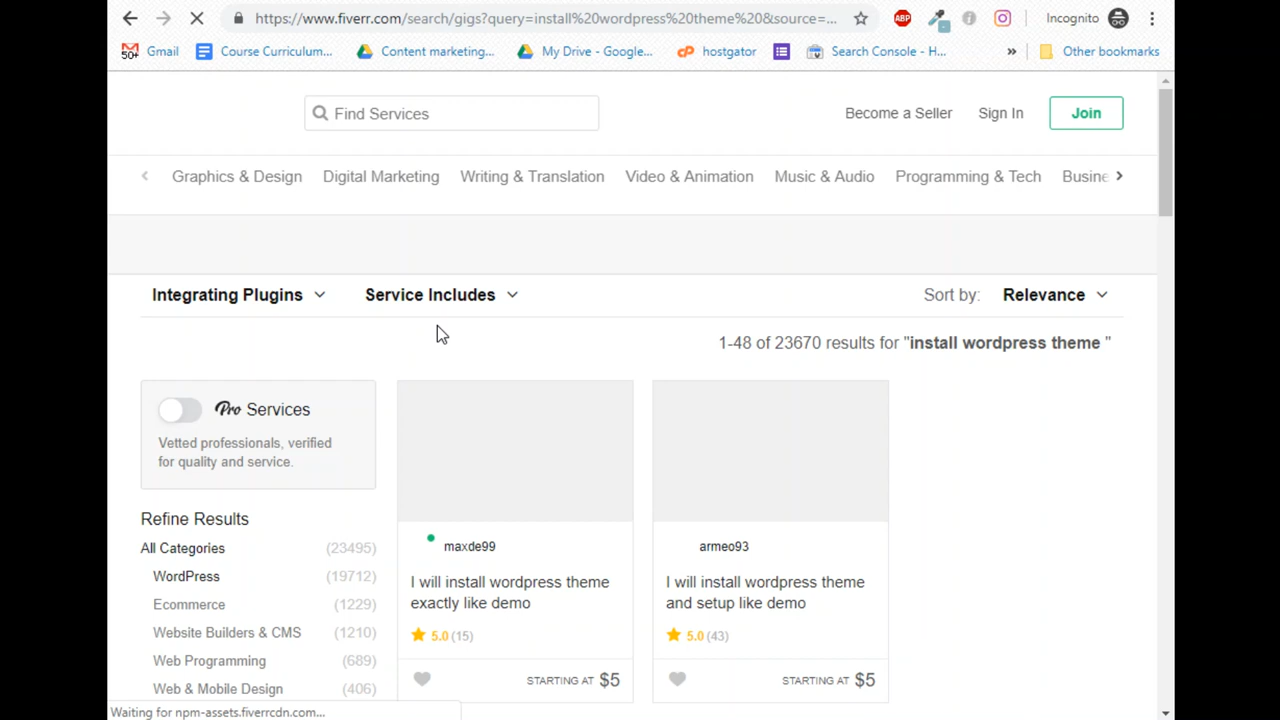 https://www.fiverr.com/search/gigs?query=install%20wordpress%20theme%20&source=...
ABP
Incognito
50+
Gmail
Course Curriculum...
Content marketing...
My Drive - Google...
cP
hostgator
Search Console - H...
»
Other bookmarks
Find Services
Become a Seller
Sign In
Join
Graphics & Design
Digital Marketing
Writing & Translation
Video & Animation
Music & Audio
Programming & Tech
Busine
Integrating Plugins
Service Includes
Sort by:
Relevance
1-48 of 23670 results for "install wordpress theme "
Pro Services
Vetted professionals, verified
for quality and service.
Refine Results
All Categories (23495)
WordPress (19712)
Ecommerce (1229)
Website Builders & CMS (1210)
Web Programming (689)
Web & Mobile Design (406)
maxde99
I will install wordpress theme
exactly like demo
5.0 (15)
STARTING AT $5
armeo93
I will install wordpress theme
and setup like demo
5.0 (43)
STARTING AT $5
Waiting for npm-assets.fiverrcdn.com...